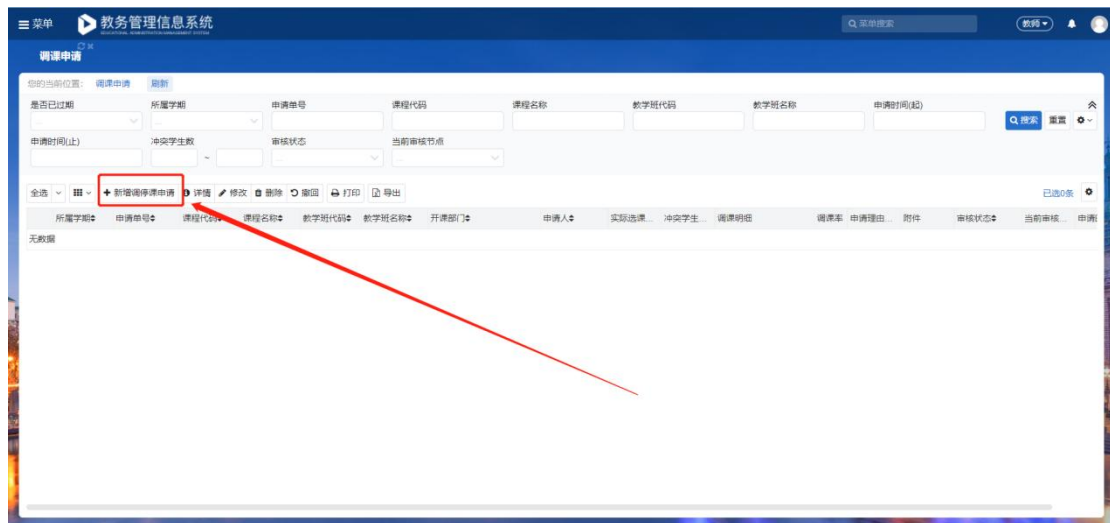 菜单 教务管理信息系统 菜单搜索 教师
调课申请
您的当前位置: 调课申请 刷新
是否已过期 所属学期 申请单号 课程代码 课程名称 教学班代码 教学班名称 申请时间(起)
... ... 搜索 重置
申请时间(止) 冲突学生数 审核状态 当前审核节点
~ ... ...
全选 新增调停课申请 详情 修改 删除 撤回 打印 导出 已选0条
所属学期 申请单号 课程代码 课程名称 教学班代码 教学班名称 开课部门 申请人 实际选课... 冲突学生... 调课明细 调课率 申请理由... 附件 审核状态 当前审核... 申请
无数据